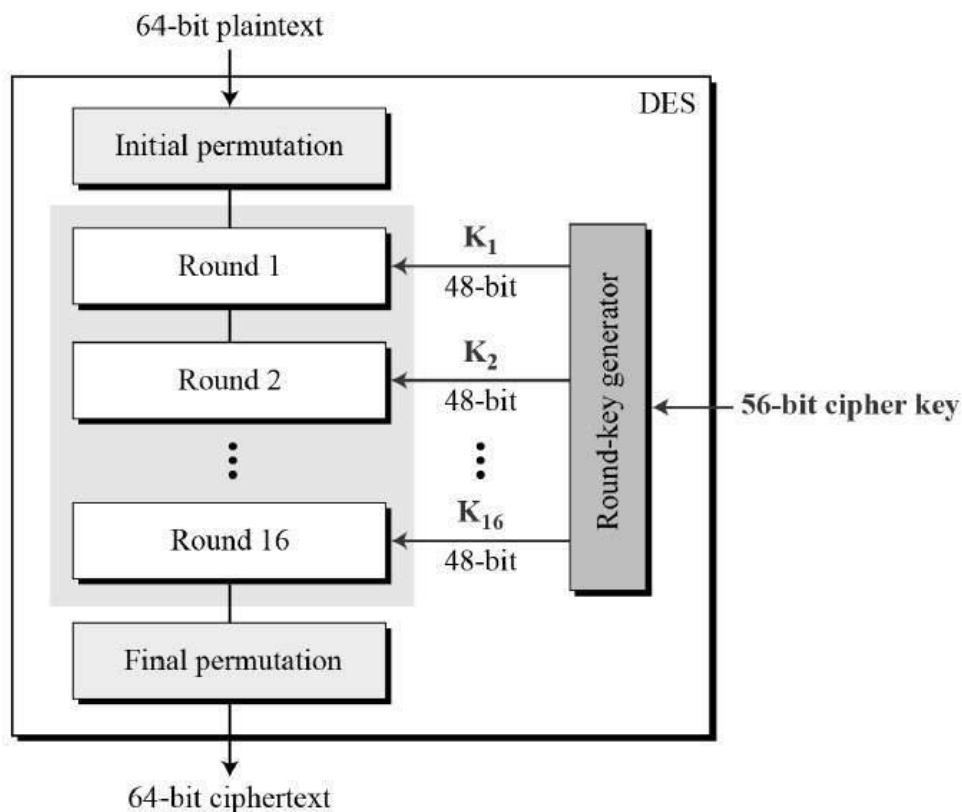 64-bit plaintext
DES
Initial permutation
Round 1
K₁
48-bit
Round 2
K₂
48-bit
Round-key generator
56-bit cipher key
Round 16
K₁₆
48-bit
Final permutation
64-bit ciphertext